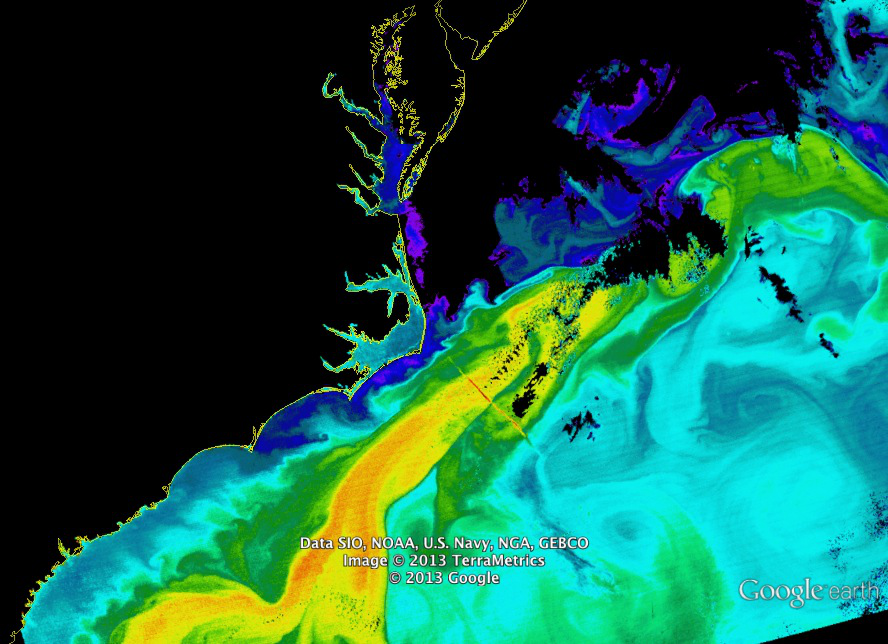 Data SIO, NOAA, U.S. Navy, NGA, GEBCO
Image © 2013 TerraMetrics
© 2013 Google
Google earth